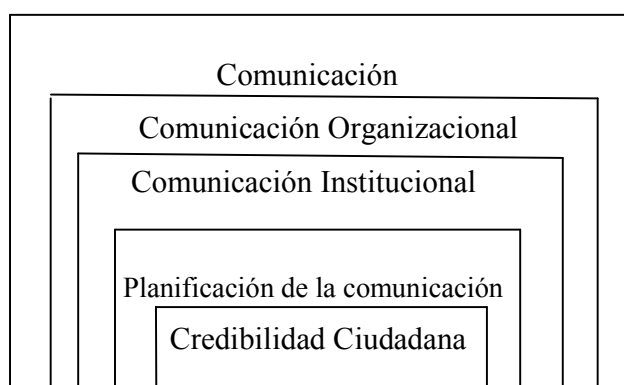 Comunicación
Comunicación Organizacional
Comunicación Institucional
Planificación de la comunicación
Credibilidad Ciudadana